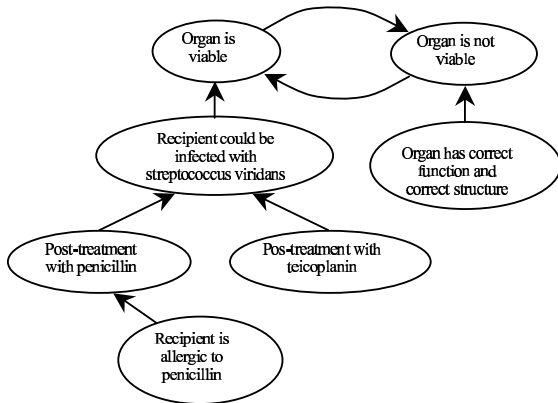 Organ is
viable
Organ is not
viable
Recipient could be
infected with
streptococcus viridans
Organ has correct
function and
correct structure
Post-treatment
with penicillin
Pos-treatment with
teicoplanin
Recipient is
allergic to
penicillin